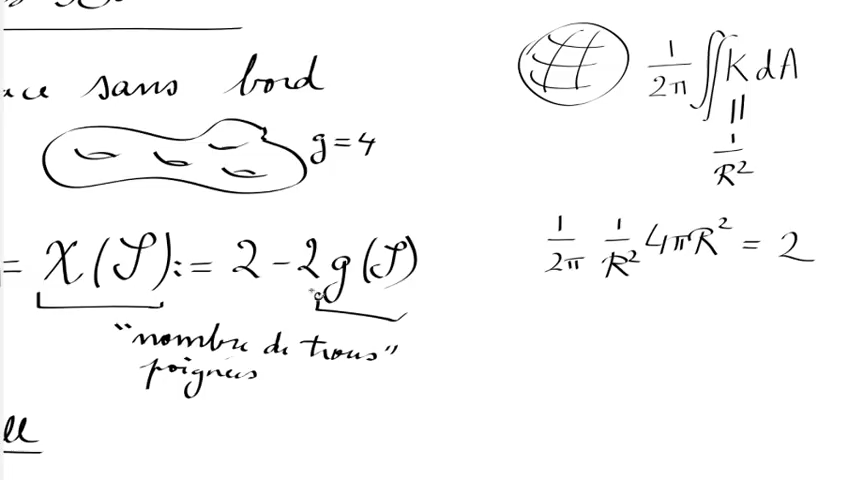 sans bord
g = 4
= χ(S) := 2 - 2g(S)
"nombre de trous"
poignées
1/2π ∬ K dA
||
1/R²
1/2π 1/R² 4πR² = 2